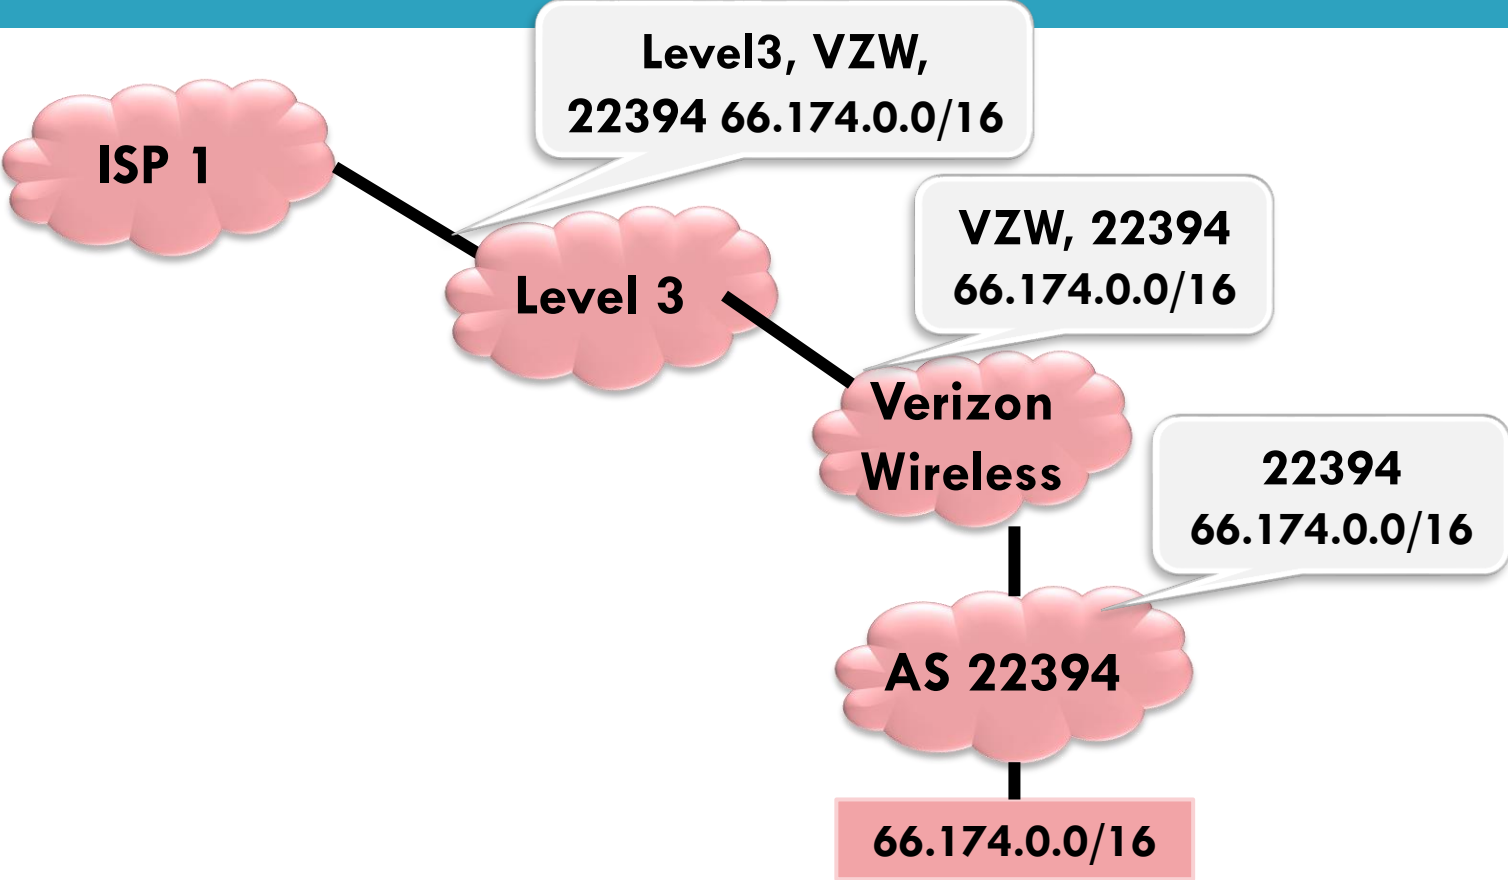 Level3, VZW,
22394 66.174.0.0/16
ISP 1
VZW, 22394
66.174.0.0/16
Level 3
Verizon
Wireless
22394
66.174.0.0/16
AS 22394
66.174.0.0/16